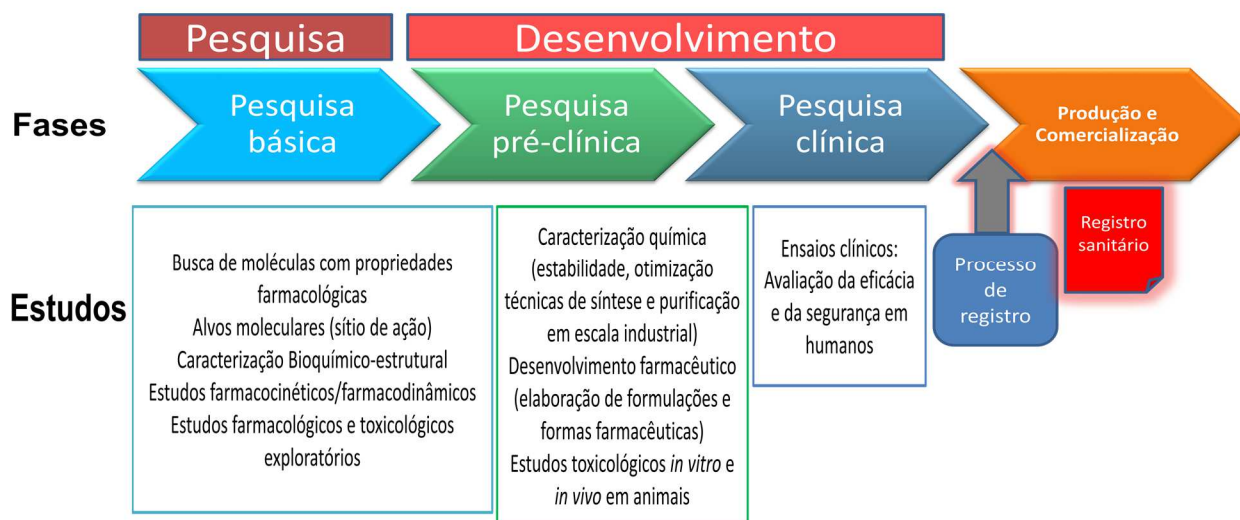 Pesquisa
Desenvolvimento
Fases
Pesquisa
básica
Pesquisa
pré-clínica
Pesquisa
clínica
Produção e
Comercialização
Estudos
Busca de moléculas com propriedades
farmacológicas
Alvos moleculares (sítio de ação)
Caracterização Bioquímico-estrutural
Estudos farmacocinéticos/farmacodinâmicos
Estudos farmacológicos e toxicológicos
exploratórios
Caracterização química
(estabilidade, otimização
técnicas de síntese e purificação
em escala industrial)
Desenvolvimento farmacêutico
(elaboração de formulações e
formas farmacêuticas)
Estudos toxicológicos in vitro e
in vivo em animais
Ensaios clínicos:
Avaliação da eficácia
e da segurança em
humanos
Processo
de
registro
Registro
sanitário